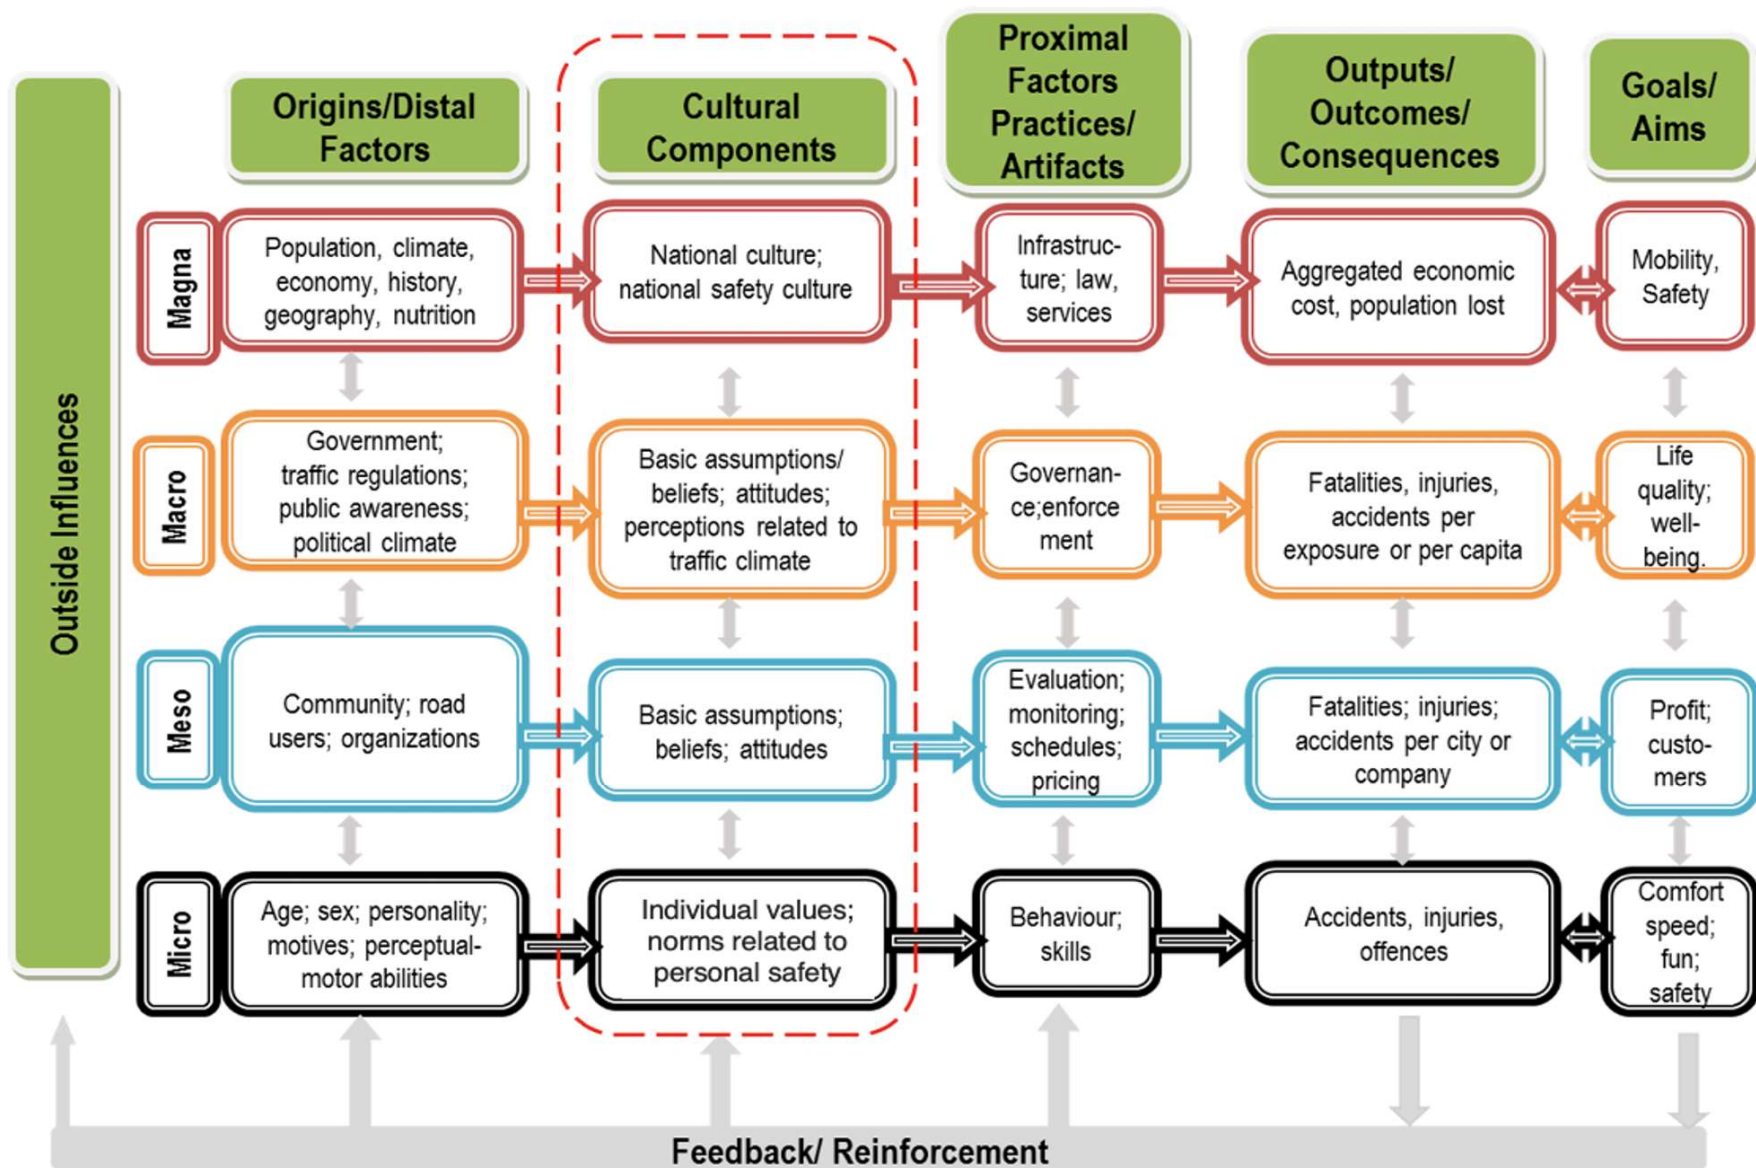 Outside Influences
Origins/Distal
Factors
Cultural
Components
Proximal
Factors
Practices/
Artifacts
Outputs/
Outcomes/
Consequences
Goals/
Aims
Magna
Population, climate,
economy, history,
geography, nutrition
National culture;
national safety culture
Infrastruc-
ture; law,
services
Aggregated economic
cost, population lost
Mobility,
Safety
Macro
Government;
traffic regulations;
public awareness;
political climate
Basic assumptions/
beliefs; attitudes;
perceptions related to
traffic climate
Governan-
ce;enforce
ment
Fatalities, injuries,
accidents per
exposure or per capita
Life
quality;
well-
being.
Meso
Community; road
users; organizations
Basic assumptions;
beliefs; attitudes
Evaluation;
monitoring;
schedules;
pricing
Fatalities; injuries;
accidents per city or
company
Profit;
custo-
mers
Micro
Age; sex; personality;
motives; perceptual-
motor abilities
Individual values;
norms related to
personal safety
Behaviour;
skills
Accidents, injuries,
offences
Comfort
speed;
fun;
safety
Feedback/ Reinforcement